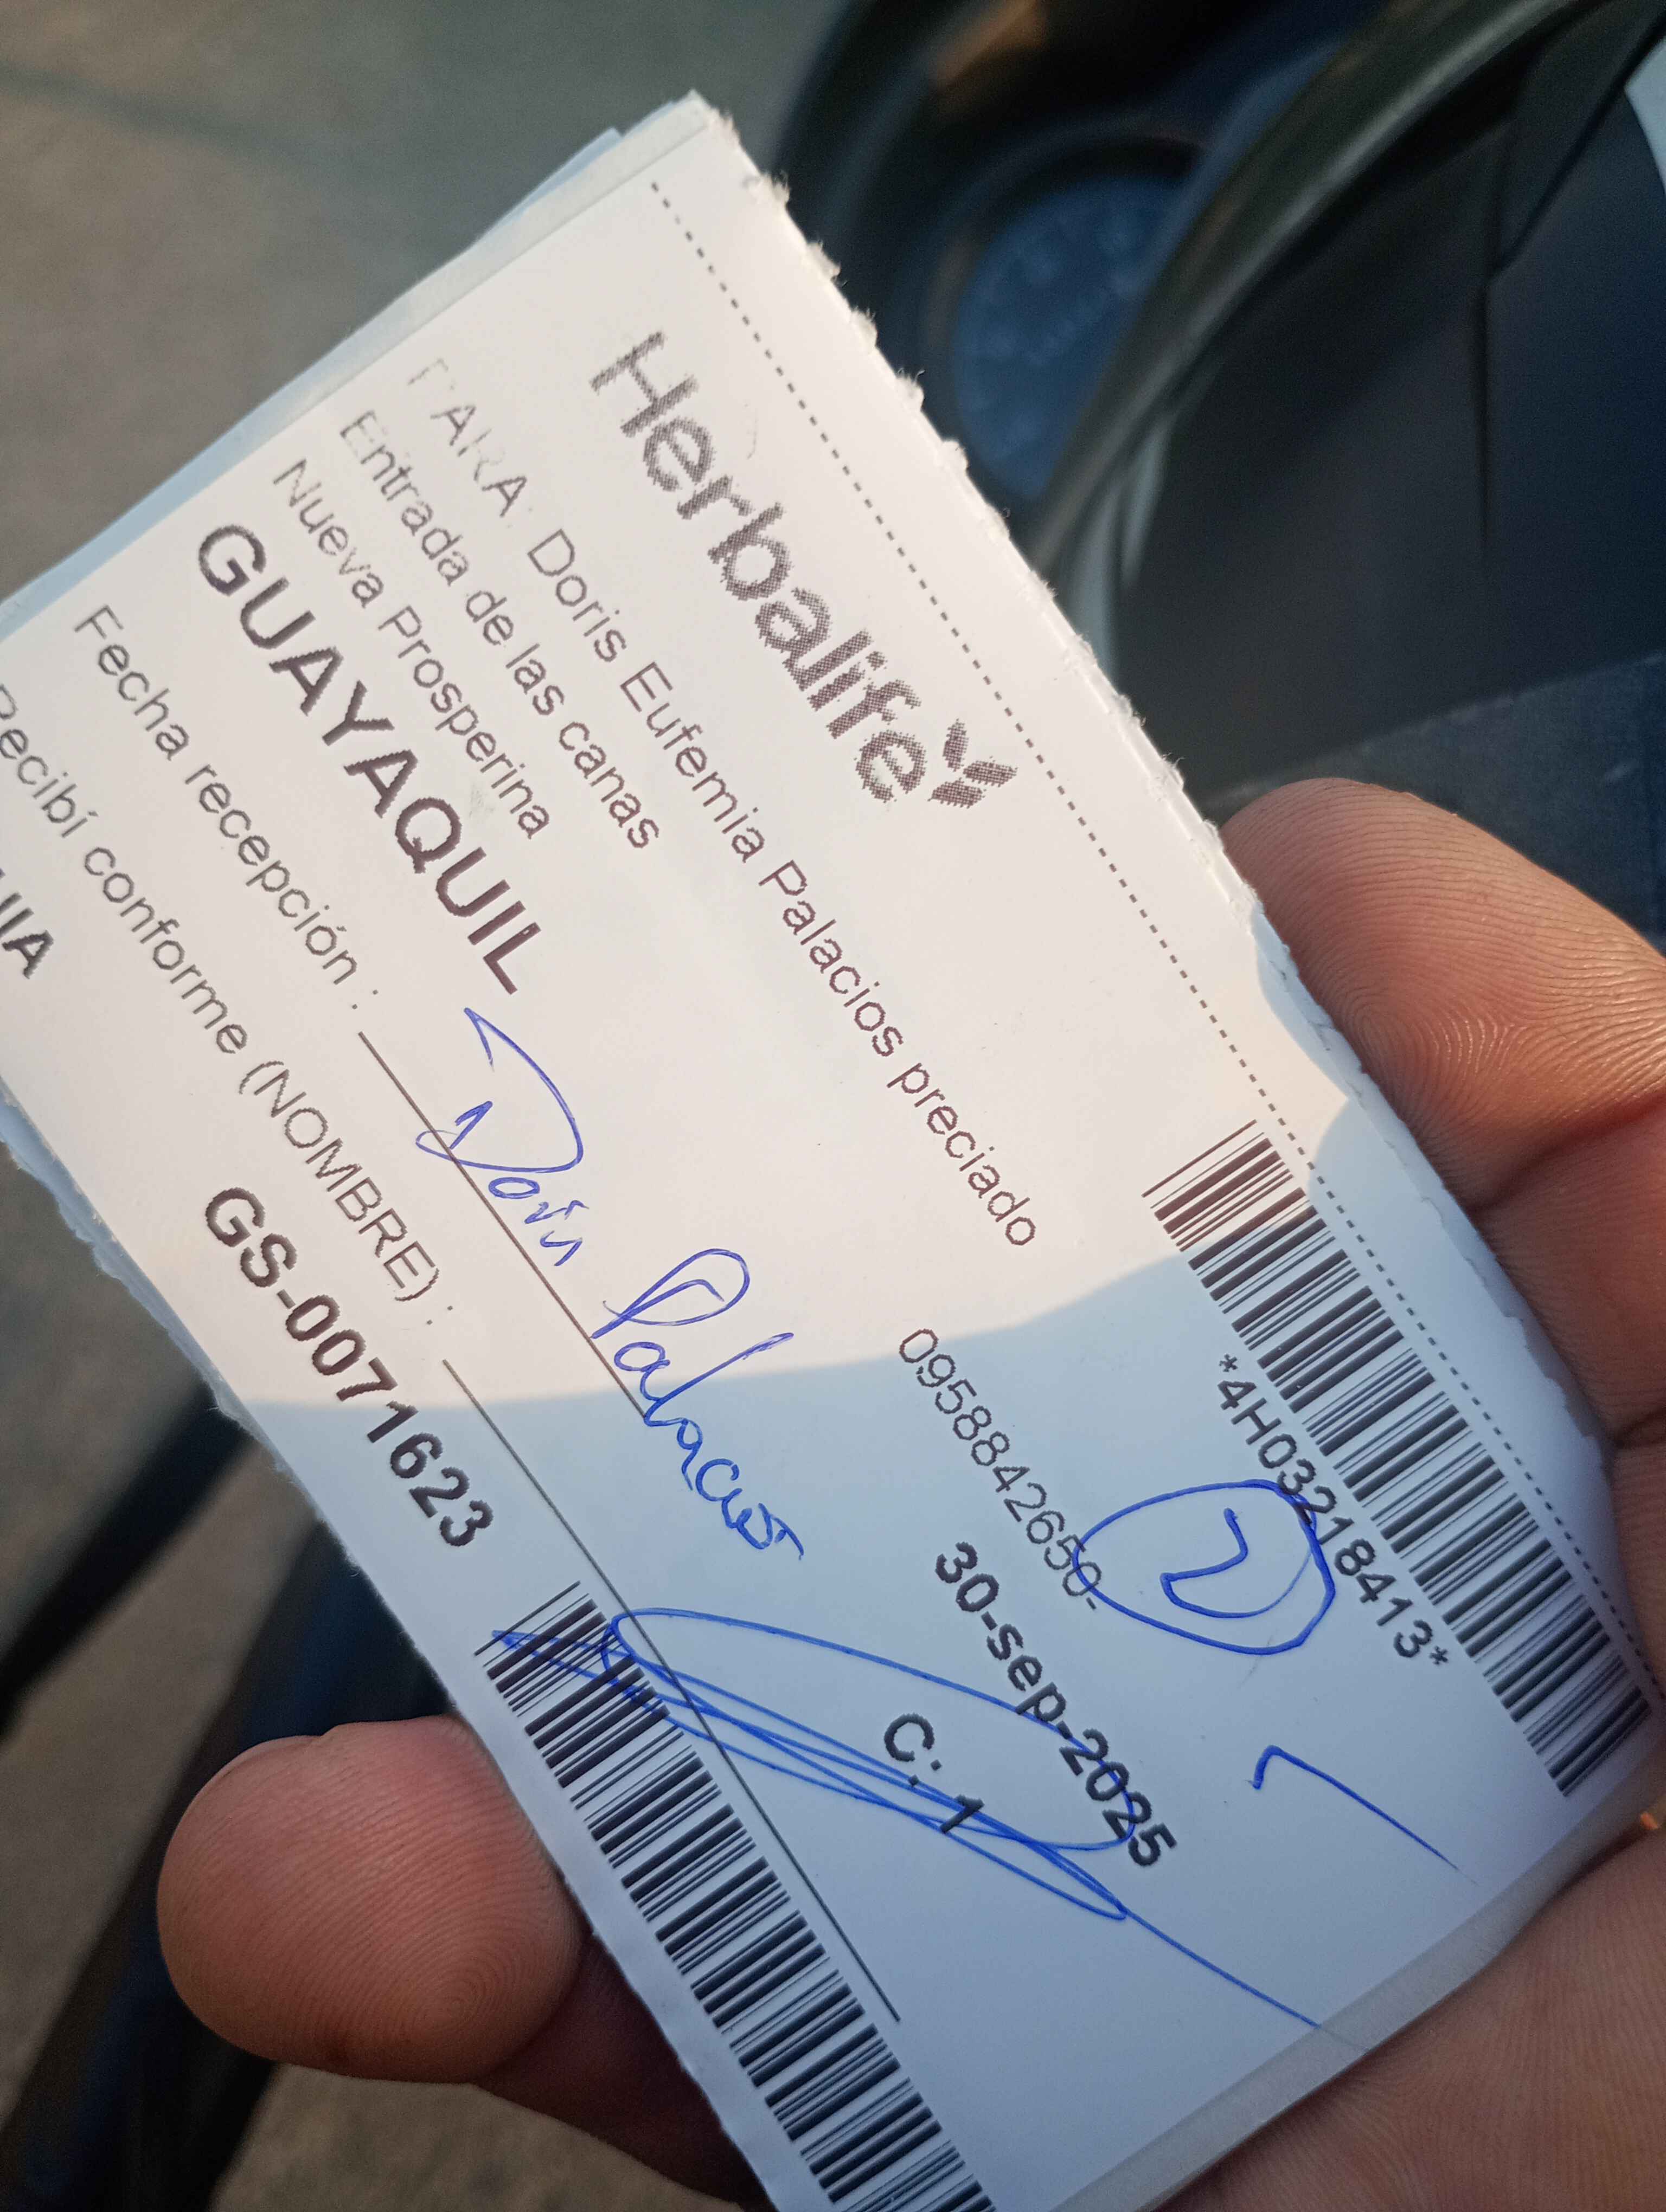 Herbalife
*4H03218413*
2
PARA: Doris Eufemia Palacios preciado
0958842650-
Entrada de las canas
30-sep-2025
Nueva Prosperina
C: 1
GUAYAQUIL
Doris Palacios
Fecha recepción :
Recibí conforme (NOMBRE) :
GS-0071623